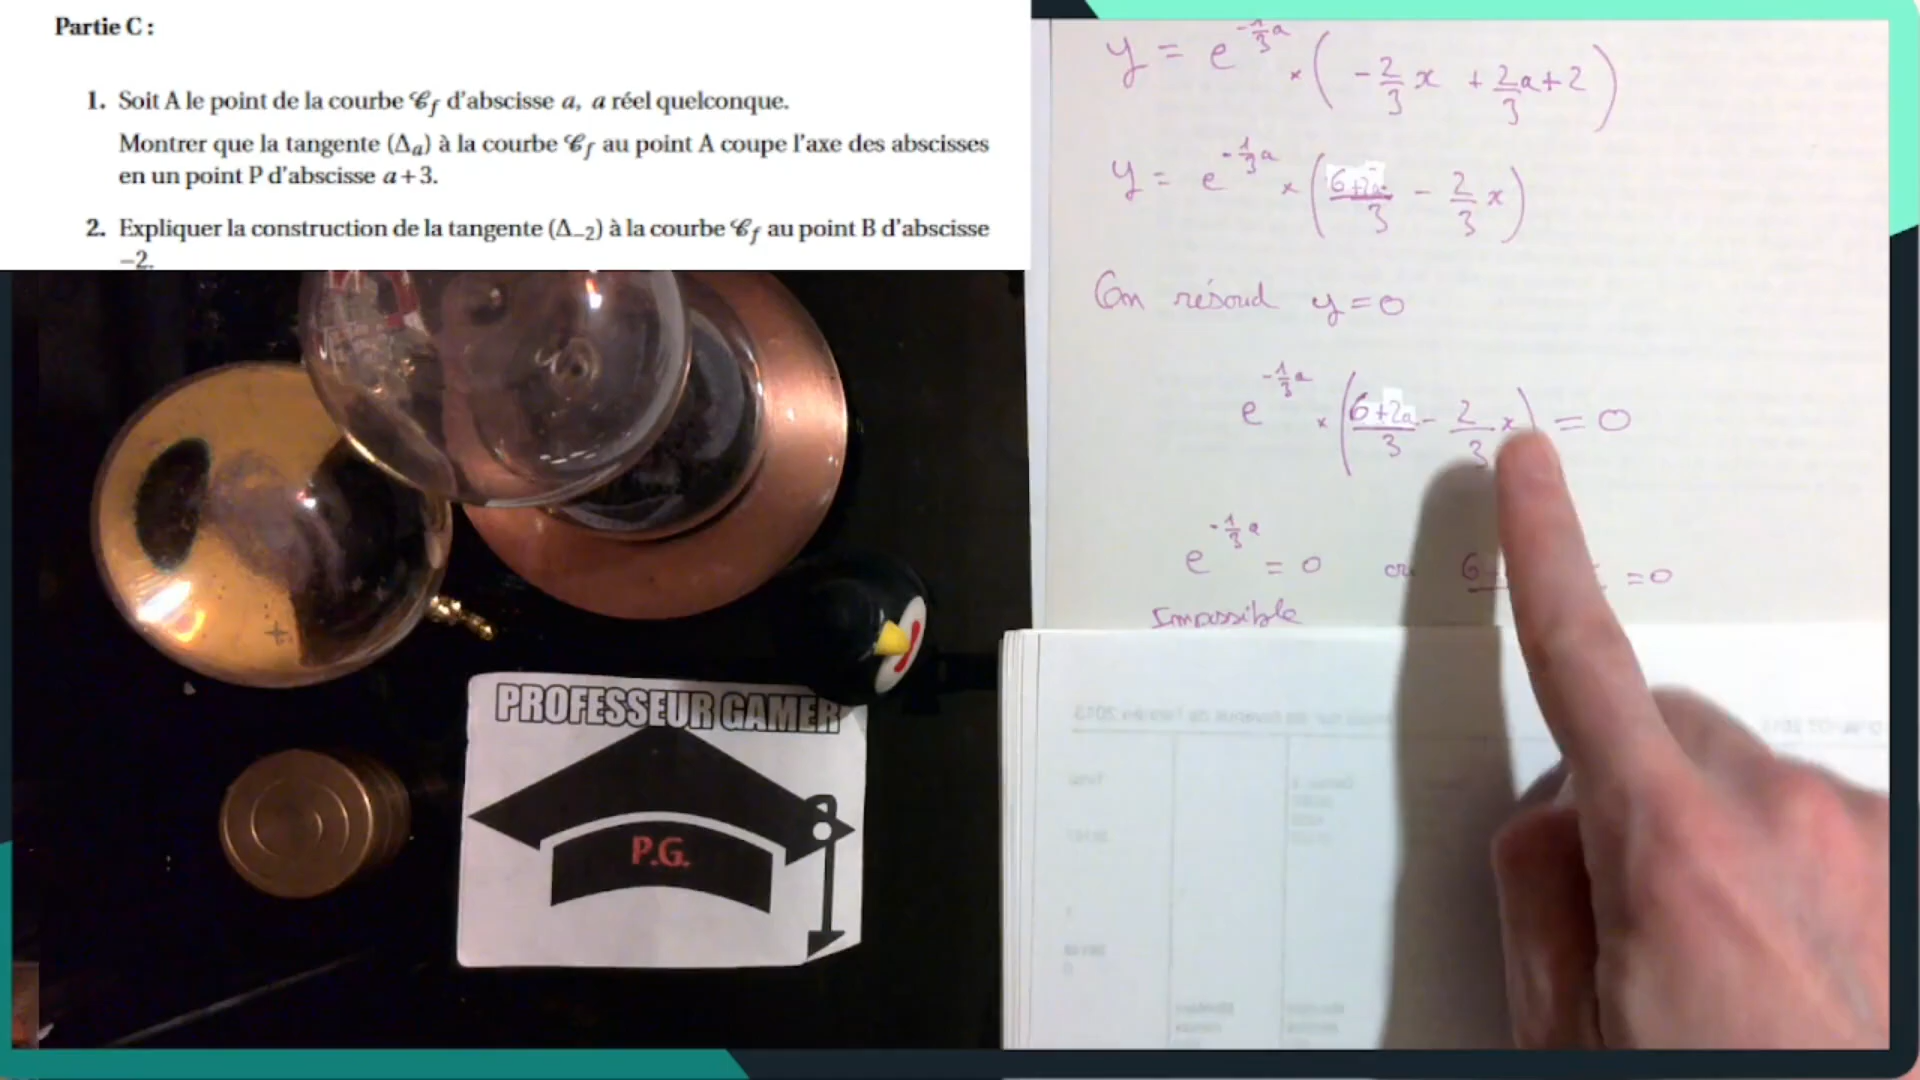 Partie C :
1. Soit A le point de la courbe 𝒞f d'abscisse a, a réel quelconque.
Montrer que la tangente (Δa) à la courbe 𝒞f au point A coupe l'axe des abscisses
en un point P d'abscisse a+3.
2. Expliquer la construction de la tangente (Δ−2) à la courbe 𝒞f au point B d'abscisse
−2.
PROFESSEUR GAMER
P.G.
y = e^(-1/3 a) × (-2/3 x + 2/3 a + 2)
y = e^(-1/3 a) × ((6+2a)/3 - 2/3 x)
On résoud y = 0
e^(-1/3 a) × ((6+2a)/3 - 2/3 x) = 0
e^(-1/3 a) = 0 ou 6 = 0
Impossible